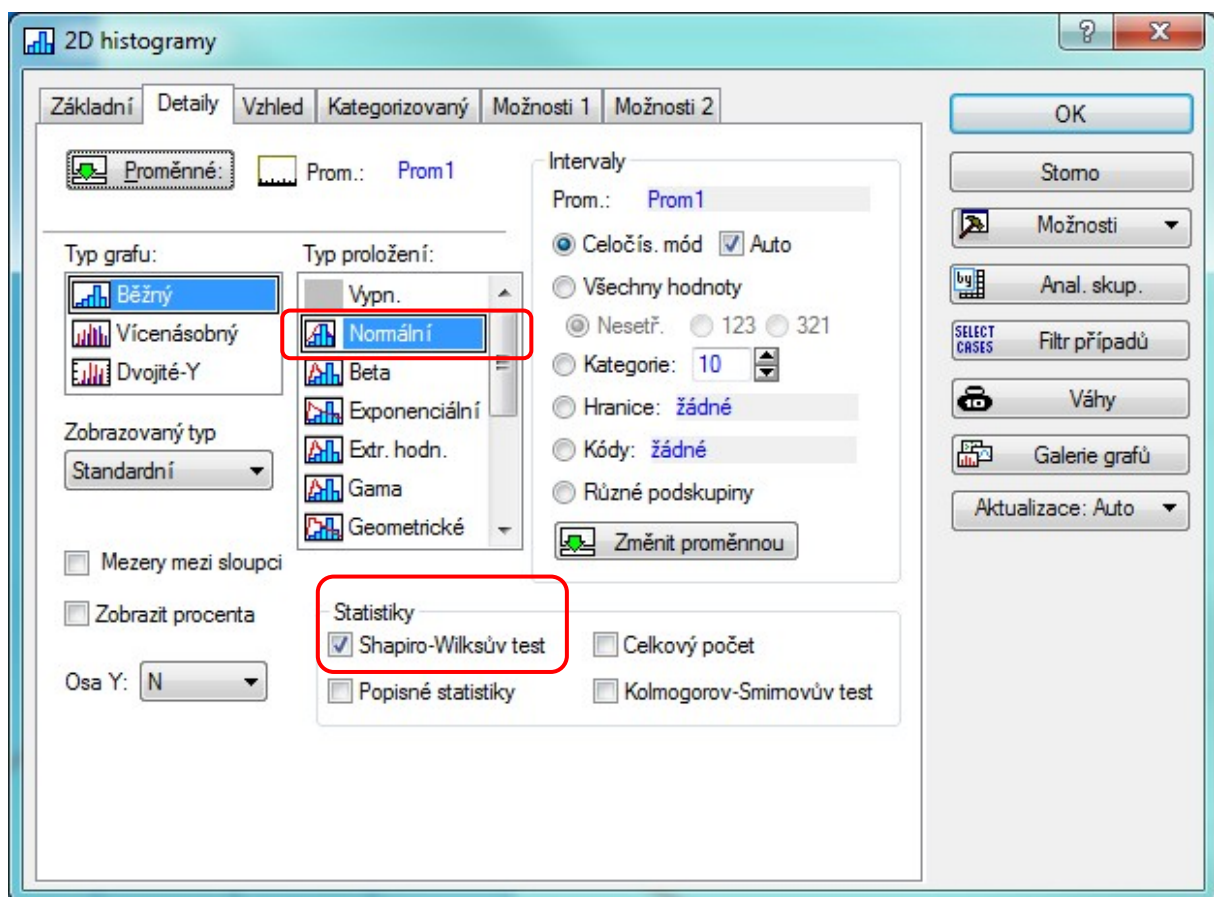 2D histogramy
Základní Detaily Vzhled Kategorizovaný Možnosti 1 Možnosti 2
Proměnné: Prom.: Prom1
Typ grafu:
Běžný
Vícenásobný
Dvojité-Y
Zobrazovaný typ
Standardní
Mezery mezi sloupci
Zobrazit procenta
Osa Y: N
Typ proložení:
Vypn.
Normální
Beta
Exponenciální
Extr. hodn.
Gama
Geometrické
Intervaly
Prom.: Prom1
Celočís. mód Auto
Všechny hodnoty
Nesetř. 123 321
Kategorie: 10
Hranice: žádné
Kódy: žádné
Různé podskupiny
Změnit proměnnou
Statistiky
Shapiro-Wilksův test Celkový počet
Popisné statistiky Kolmogorov-Smirnovův test
OK
Storno
Možnosti
by Anal. skup.
SELECT CASES Filtr případů
Váhy
Galerie grafů
Aktualizace: Auto